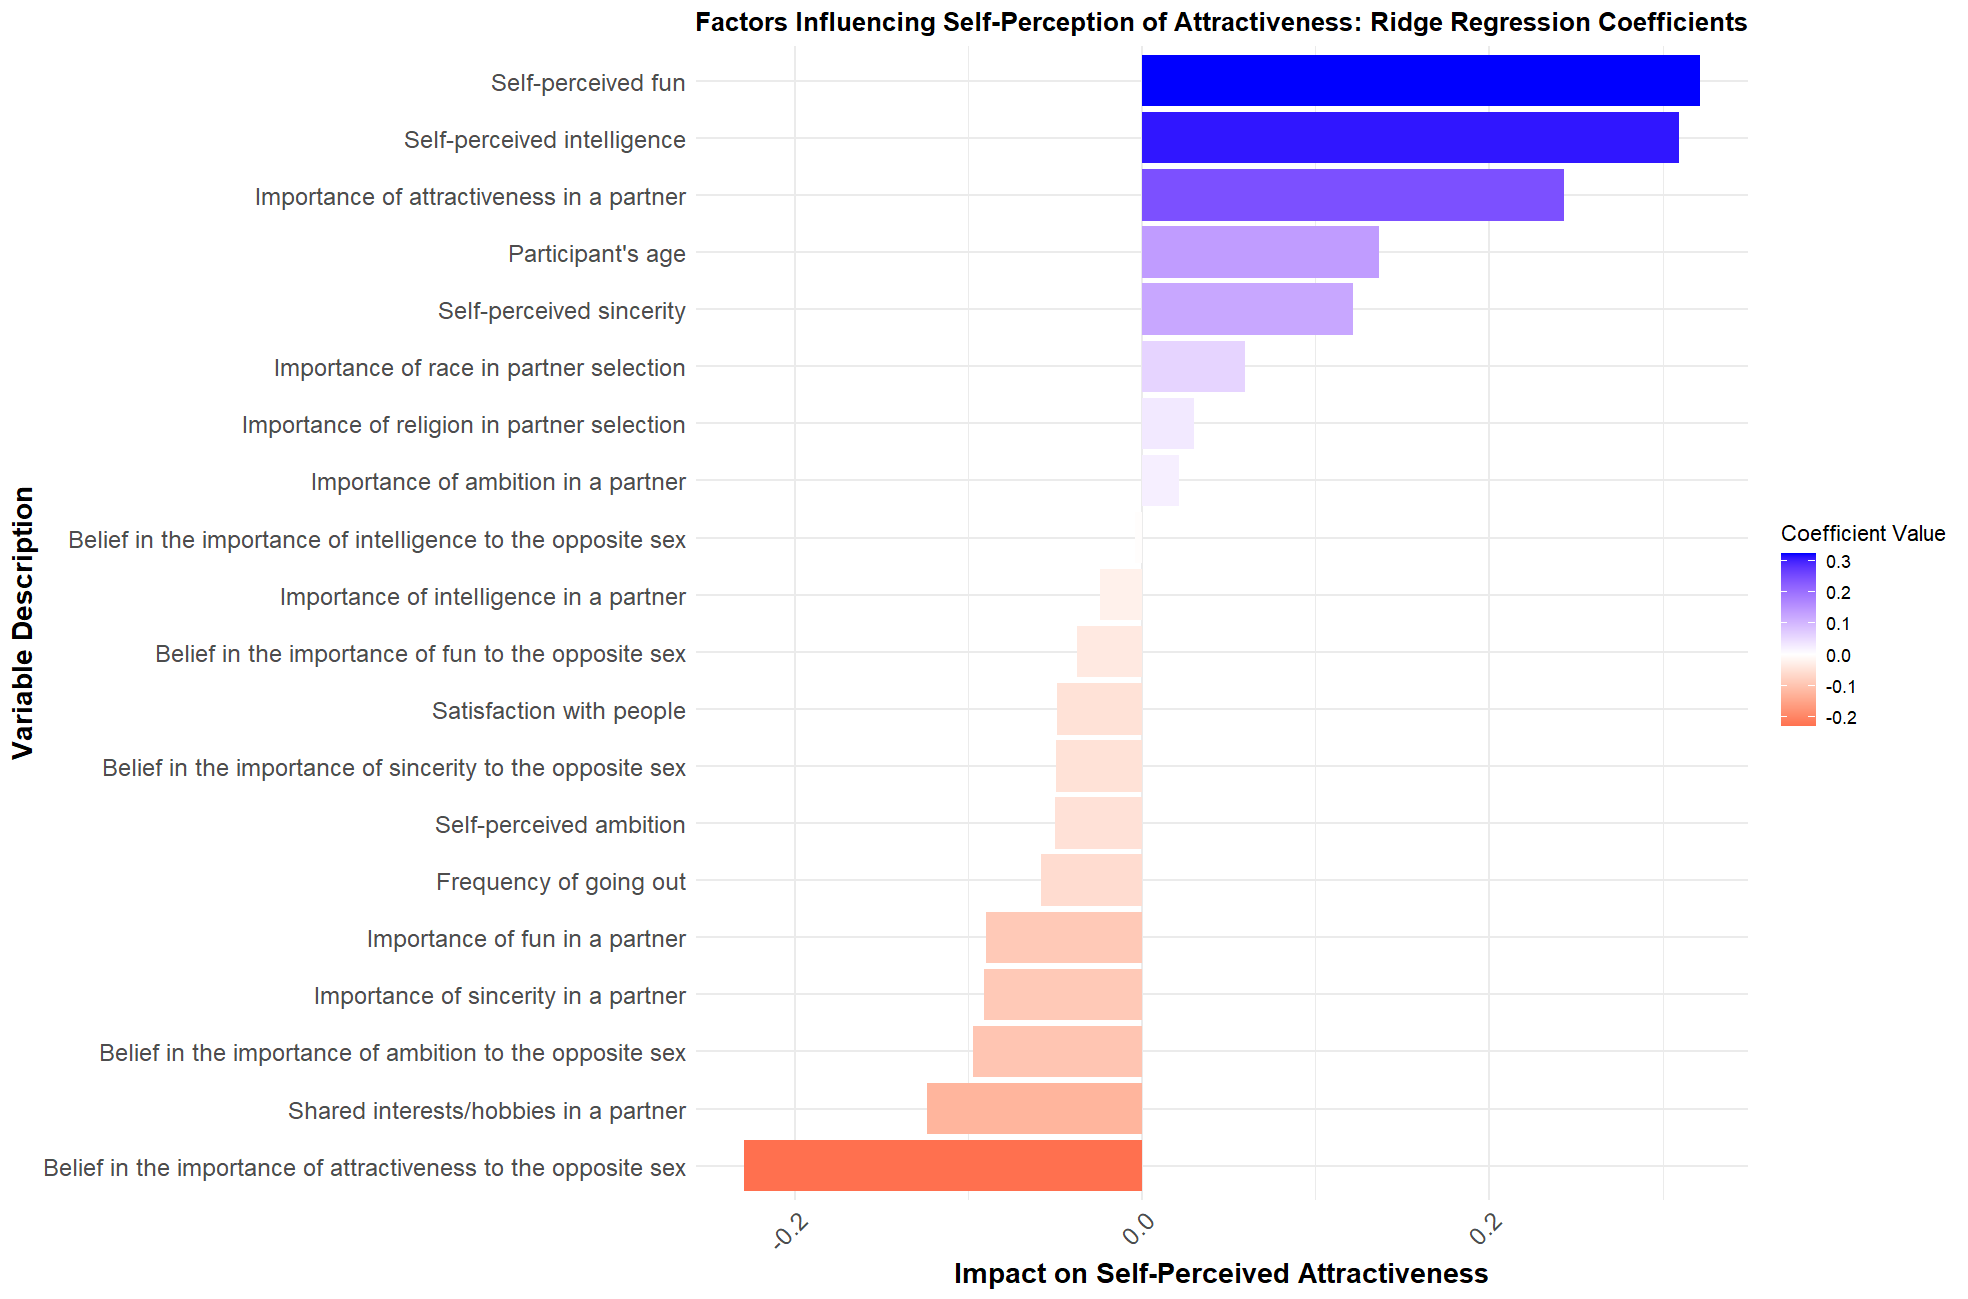 Factors Influencing Self-Perception of Attractiveness: Ridge Regression Coefficients
Variable Description
Self-perceived fun
Self-perceived intelligence
Importance of attractiveness in a partner
Participant's age
Self-perceived sincerity
Importance of race in partner selection
Importance of religion in partner selection
Importance of ambition in a partner
Belief in the importance of intelligence to the opposite sex
Importance of intelligence in a partner
Belief in the importance of fun to the opposite sex
Satisfaction with people
Belief in the importance of sincerity to the opposite sex
Self-perceived ambition
Frequency of going out
Importance of fun in a partner
Importance of sincerity in a partner
Belief in the importance of ambition to the opposite sex
Shared interests/hobbies in a partner
Belief in the importance of attractiveness to the opposite sex
-0.2
0.0
0.2
Impact on Self-Perceived Attractiveness
Coefficient Value
0.3
0.2
0.1
0.0
-0.1
-0.2